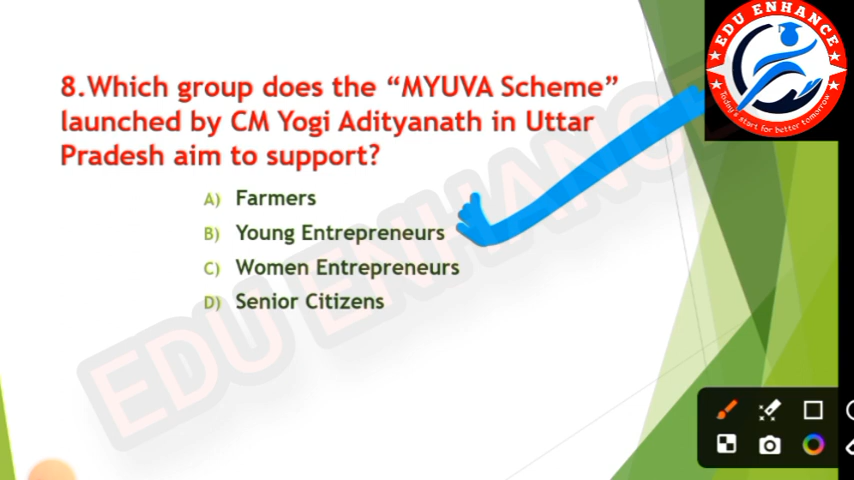 8.Which group does the “MYUVA Scheme”
launched by CM Yogi Adityanath in Uttar
Pradesh aim to support?
A) Farmers
B) Young Entrepreneurs
C) Women Entrepreneurs
D) Senior Citizens
EDU ENHANCE
Today's start for better tomorrow
EDU ENHANC